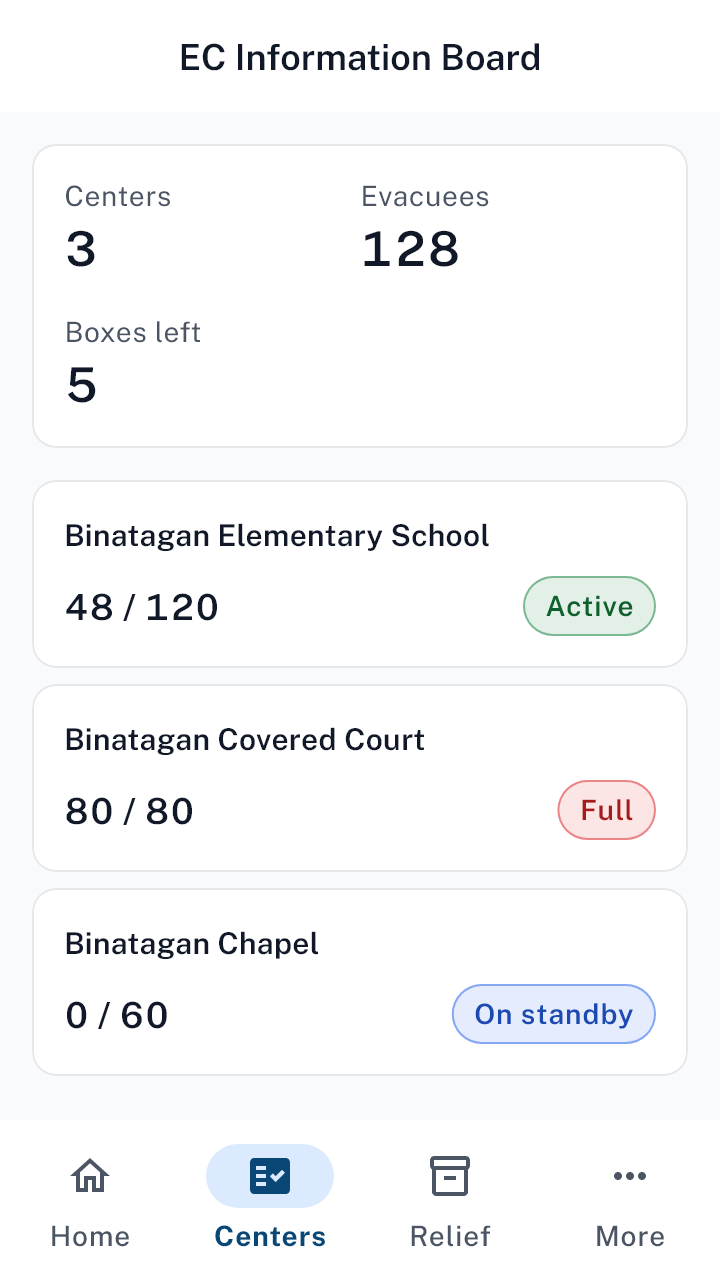 EC Information Board
Centers
3
Evacuees
128
Boxes left
5
Binatagan Elementary School
48 / 120
Active
Binatagan Covered Court
80 / 80
Full
Binatagan Chapel
0 / 60
On standby
Home
Centers
Relief
More